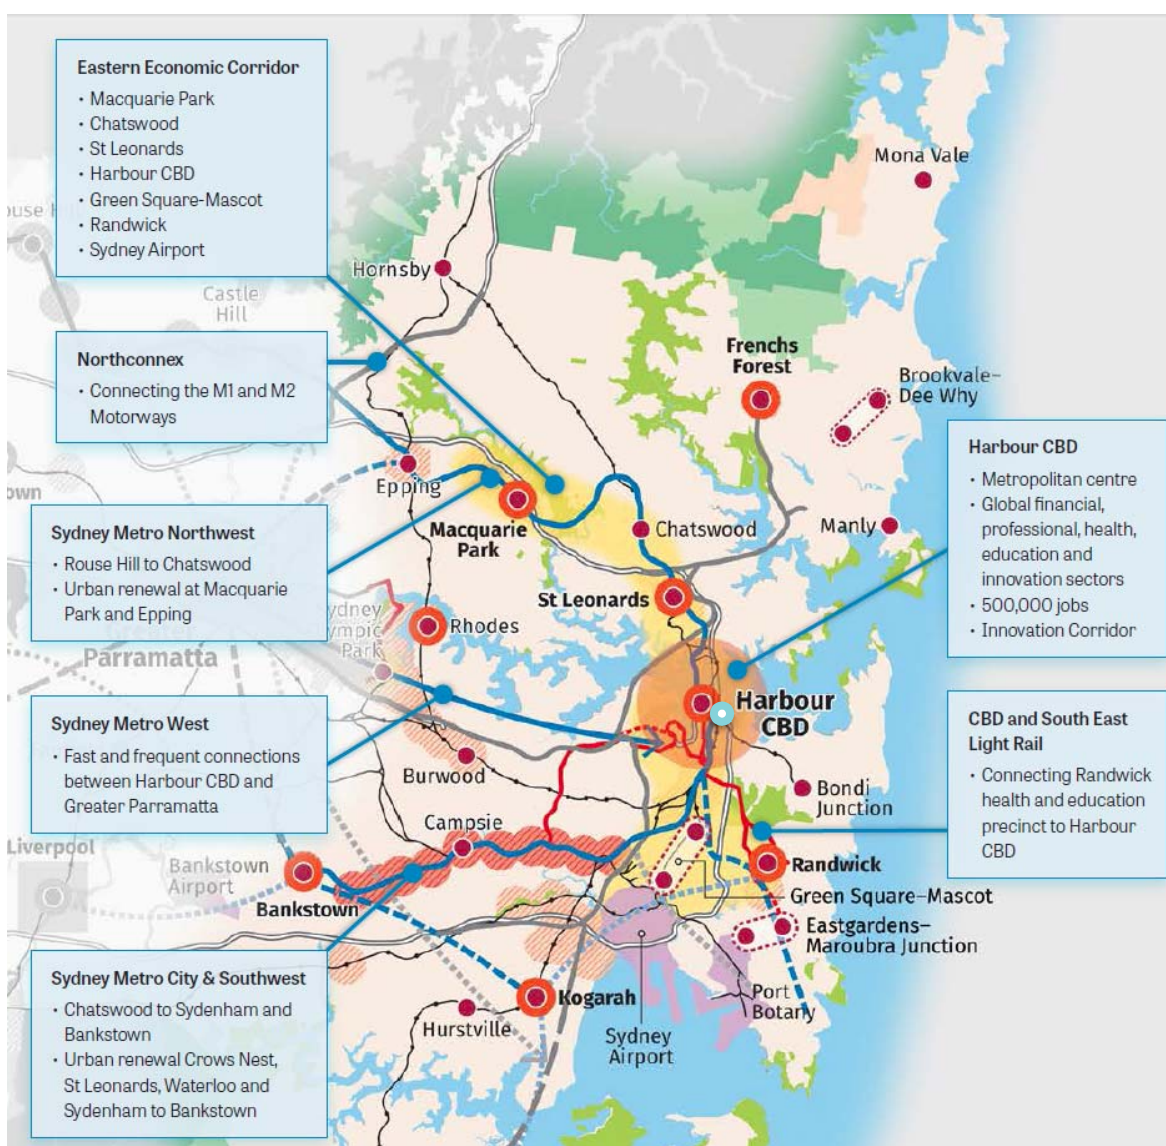 Eastern Economic Corridor
• Macquarie Park
• Chatswood
• St Leonards
• Harbour CBD
• Green Square-Mascot
• Randwick
• Sydney Airport
Mona Vale
Hornsby
Castle
Hill
Northconnex
• Connecting the M1 and M2
Motorways
Frenchs
Forest
Brookvale–
Dee Why
Harbour CBD
• Metropolitan centre
• Global financial,
professional, health,
education and
innovation sectors
• 500,000 jobs
• Innovation Corridor
Epping
Macquarie
Park
Chatswood
Manly
Sydney Metro Northwest
• Rouse Hill to Chatswood
• Urban renewal at Macquarie
Park and Epping
St Leonards
Rhodes
Park
Greater
Parramatta
Harbour
CBD
Sydney Metro West
• Fast and frequent connections
between Harbour CBD and
Greater Parramatta
CBD and South East
Light Rail
• Connecting Randwick
health and education
precinct to Harbour
CBD
Burwood
Bondi
Junction
Campsie
Liverpool
Bankstown
Airport
Bankstown
Randwick
Green Square–Mascot
Eastgardens–
Maroubra Junction
Sydney Metro City & Southwest
• Chatswood to Sydenham and
Bankstown
• Urban renewal Crows Nest,
St Leonards, Waterloo and
Sydenham to Bankstown
Kogarah
Hurstville
Port
Botany
Sydney
Airport